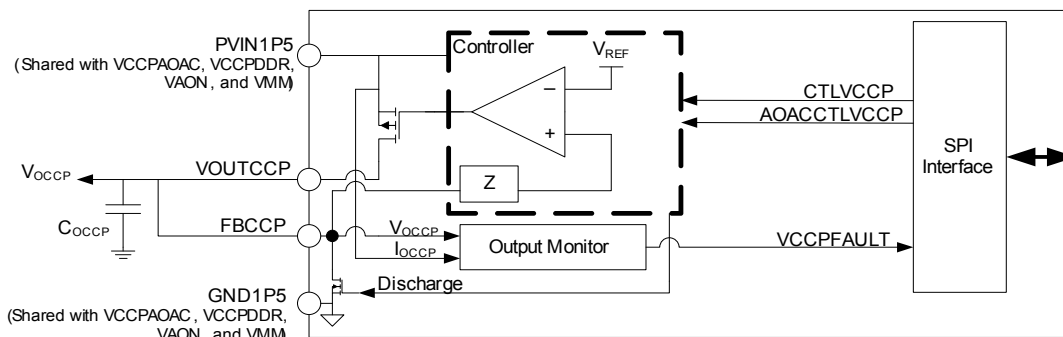 PVIN1P5
(Shared with VCCPAOAC, VCCPDDR,
VAON, and VMM)
Controller
VREF
−
+
Z
CTLVCCP
AOACCTLVCCP
SPI
Interface
VOCCP
VOUTCCP
COCCP
FBCCP
VOCCP
IOCCP
Output Monitor
VCCPFAULT
Discharge
GND1P5
(Shared with VCCPAOAC, VCCPDDR,
VAON, and VMM)